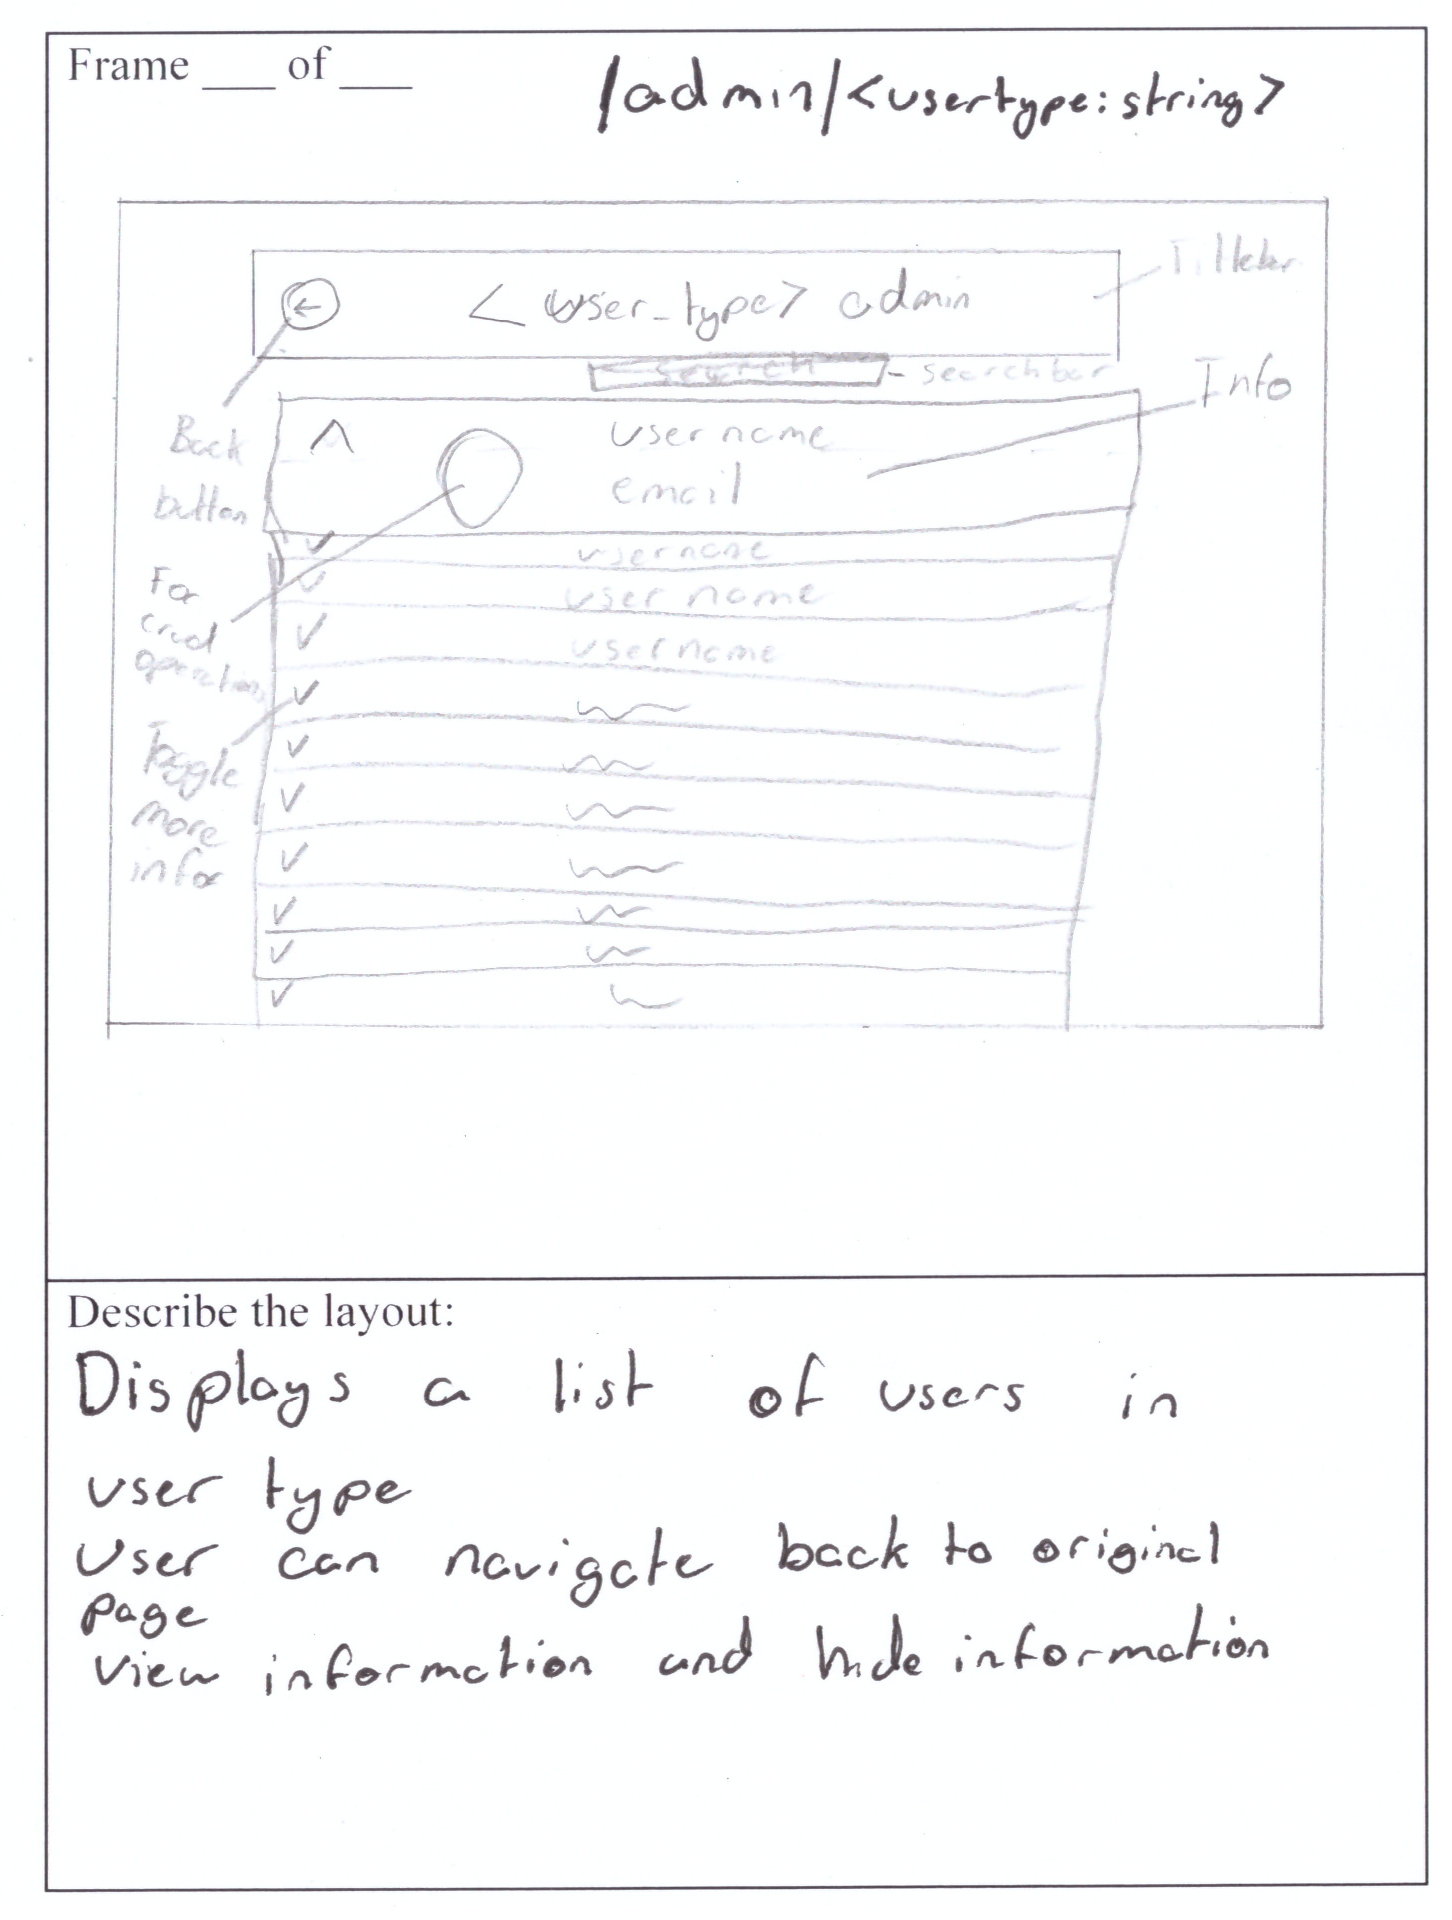 Frame ___ of ___
/admin/<usertype:string>
Titlebar
< user_type> admin
search - searchbar
Info
Back
button
username
email
username
For
crud
operations
username
username
Toggle
more
infor
Describe the layout:
Displays a list of users in
user type
User can navigate back to original
page
view information and hide information